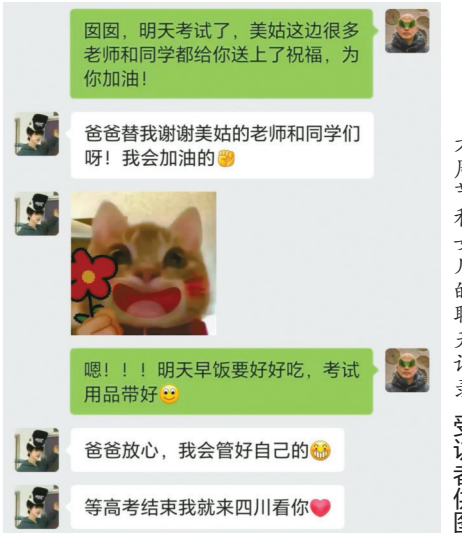 囡囡，明天考试了，美姑这边很多
老师和同学都给你送上了祝福，为
你加油！
爸爸替我谢谢美姑的老师和同学们
呀！我会加油的
嗯！！！明天早饭要好好吃，考试
用品带好
爸爸放心，我会管好自己的
等高考结束我就来四川看你